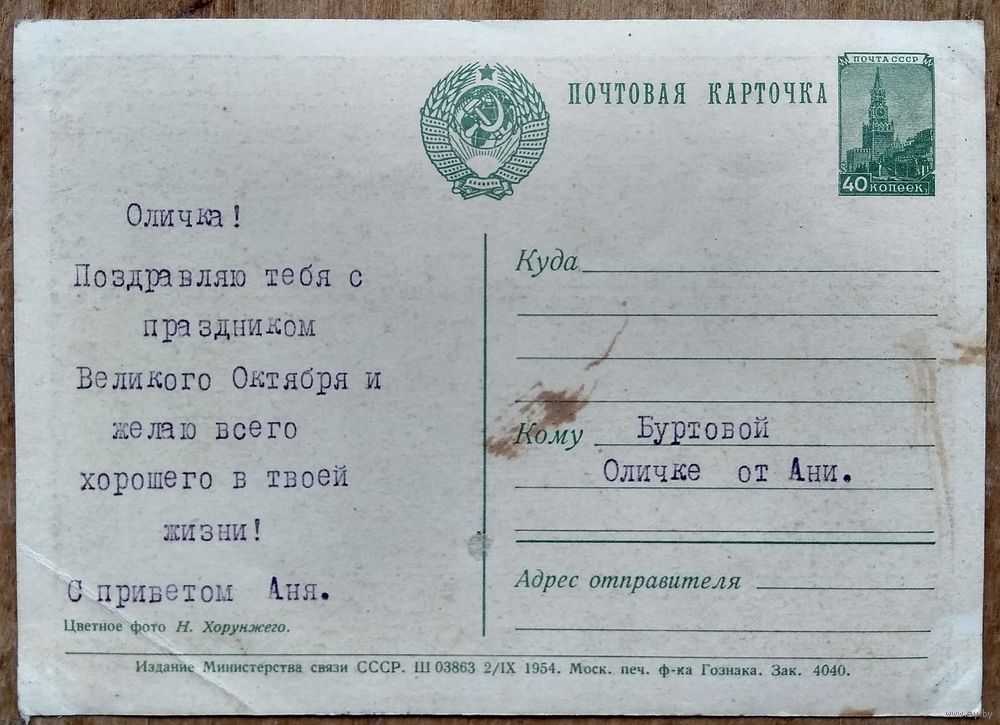 ПОЧТОВАЯ КАРТОЧКА
ПОЧТА СССР
40 КОПЕЕК
Оличка!
Поздравляю тебя с
праздником
Великого Октября и
желаю всего
хорошего в твоей
жизни!
С приветом Аня.
Цветное фото Н. Хорунжего.
Куда
Кому Буртовой
Оличке от Ани.
Адрес отправителя
Издание Министерства связи СССР. Ш 03863 2/IX 1954. Моск. печ. ф-ка Гознака. Зак. 4040.